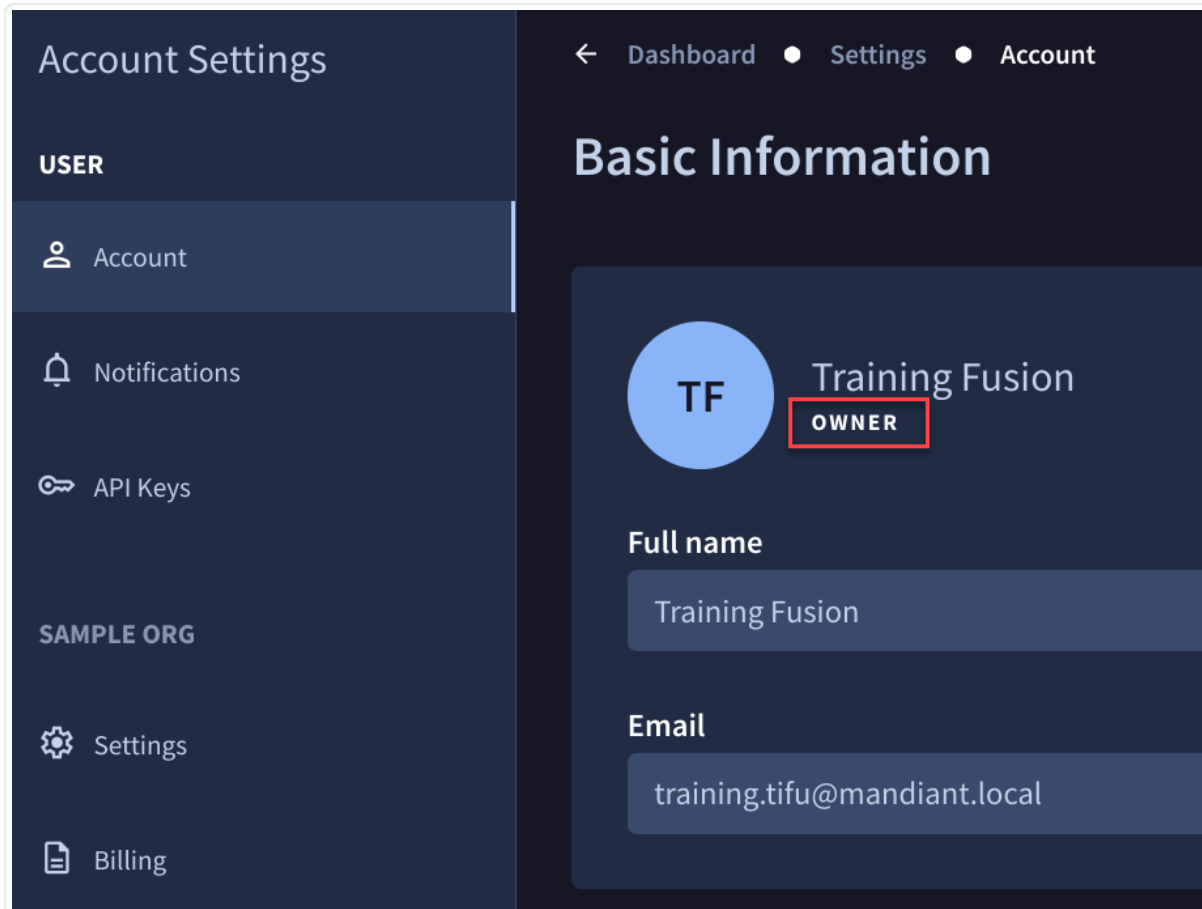 Account Settings
USER
Account
Notifications
API Keys
SAMPLE ORG
Settings
Billing
Dashboard Settings Account
Basic Information
TF
Training Fusion
OWNER
Full name
Training Fusion
Email
training.tifu@mandiant.local